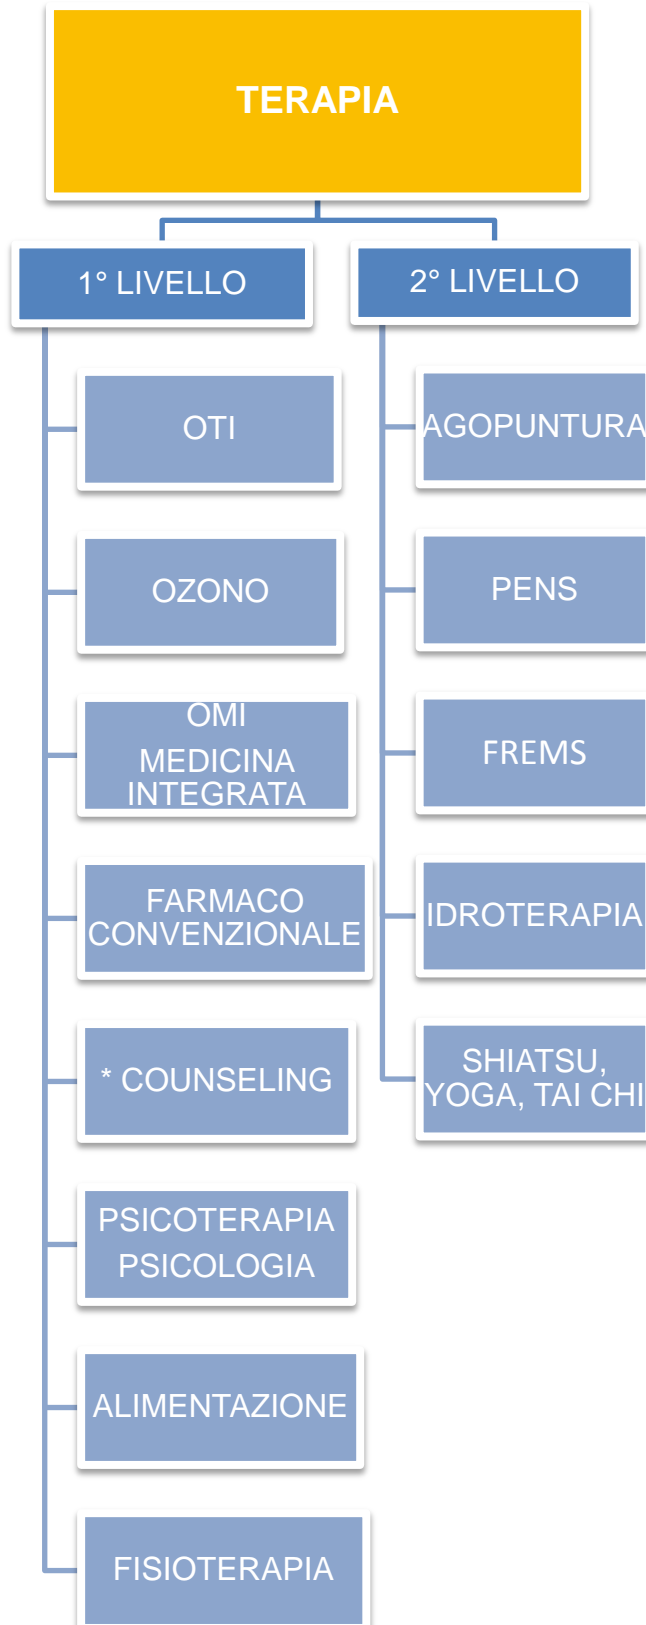 TERAPIA
1° LIVELLO
OTI
OZONO
OMI
MEDICINA
INTEGRATA
FARMACO
CONVENZIONALE
* COUNSELING
PSICOTERAPIA
PSICOLOGIA
ALIMENTAZIONE
FISIOTERAPIA
2° LIVELLO
AGOPUNTURA
PENS
FREMS
IDROTERAPIA
SHIATSU,
YOGA, TAI CHI